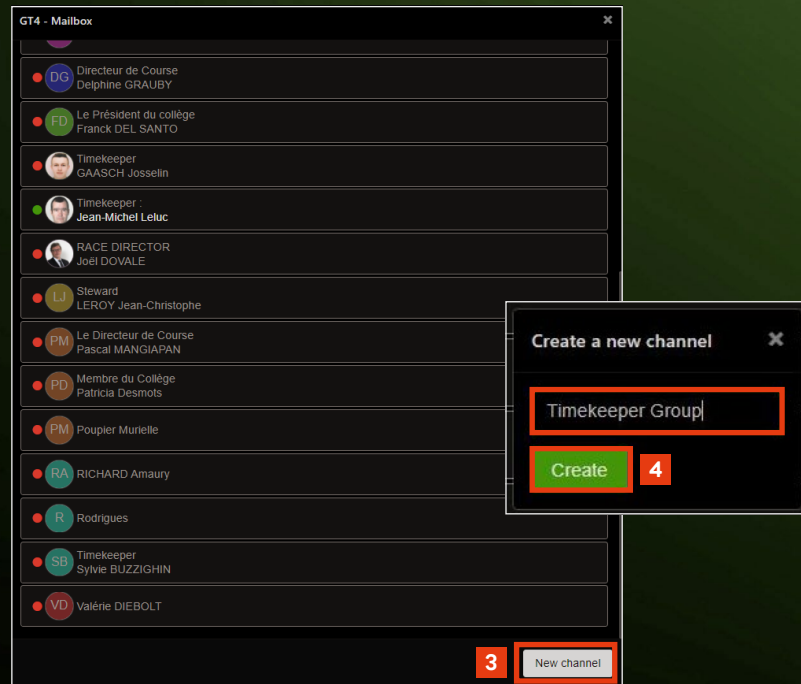 GT4 - Mailbox
DG
Directeur de Course
Delphine GRAUBY
FD
Le Président du collège
Franck DEL SANTO
Timekeeper
GAASCH Josselin
Timekeeper :
Jean-Michel Leluc
RACE DIRECTOR
Joël DOVALE
LJ
Steward
LEROY Jean-Christophe
PM
Le Directeur de Course
Pascal MANGIAPAN
PD
Membre du Collège
Patricia Desmots
PM Poupier Murielle
RA RICHARD Amaury
R Rodrigues
SB
Timekeeper
Sylvie BUZZIGHIN
VD Valérie DIEBOLT
3 New channel
Create a new channel
Timekeeper Group
Create 4